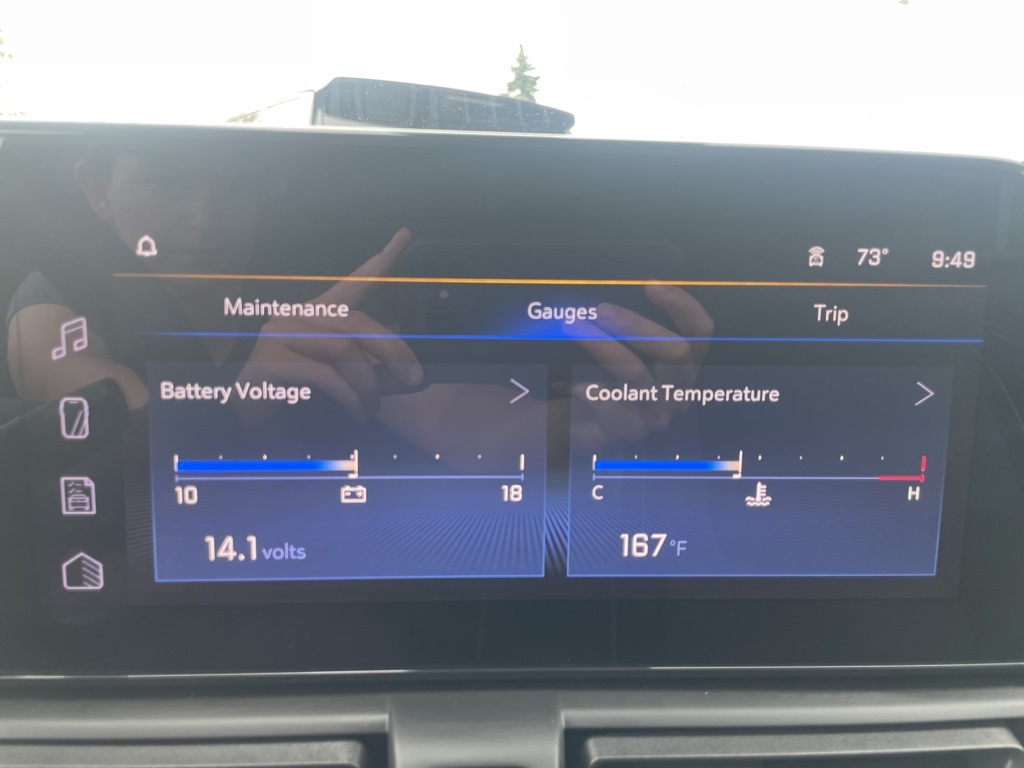 73° 9:49
Maintenance Gauges Trip
Battery Voltage Coolant Temperature
10 18 C H
14.1 volts 167 °F